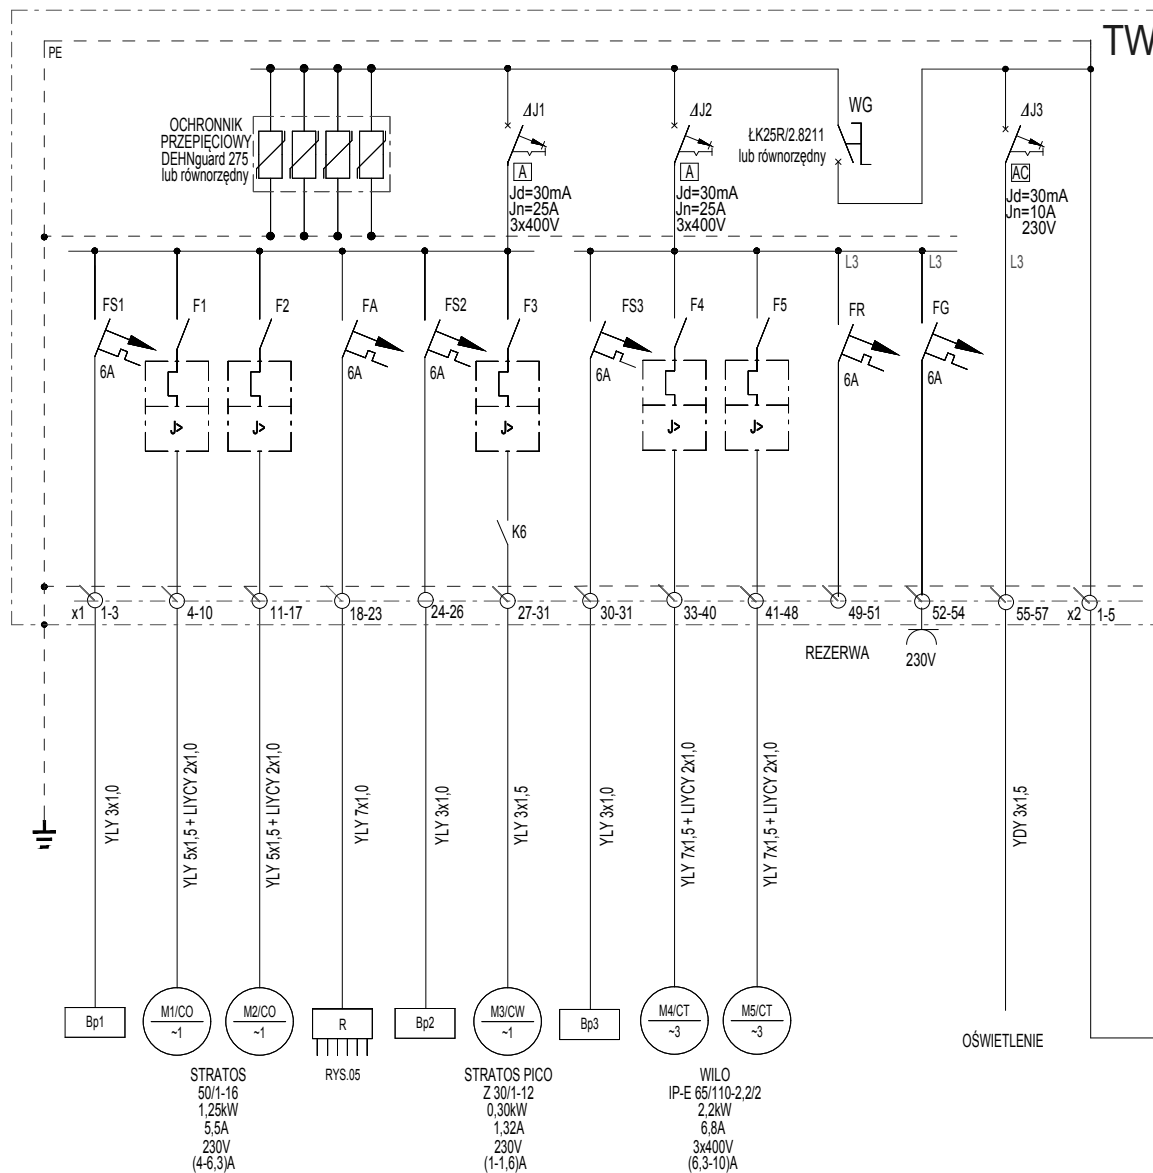 TW
PE
OCHRONNIK
PRZEPIĘCIOWY
DEHNguard 275
lub równorzędny
ΔJ1
A
Jd=30mA
Jn=25A
3x400V
ΔJ2
A
Jd=30mA
Jn=25A
3x400V
WG
ŁK25R/2.8211
lub równorzędny
ΔJ3
AC
Jd=30mA
Jn=10A
230V
L3
L3
L3
FS1
6A
F1
J>
F2
J>
FA
6A
FS2
6A
F3
J>
K6
FS3
6A
F4
J>
F5
J>
FR
6A
FG
6A
x1 1-3
4-10
11-17
18-23
24-26
27-31
30-31
33-40
41-48
49-51
52-54
55-57
x2 1-5
REZERWA
230V
YLY 3x1,0
YLY 5x1,5 + LIYCY 2x1,0
YLY 5x1,5 + LIYCY 2x1,0
YLY 7x1,0
YLY 3x1,0
YLY 3x1,5
YLY 3x1,0
YLY 7x1,5 + LIYCY 2x1,0
YLY 7x1,5 + LIYCY 2x1,0
YDY 3x1,5
Bp1
M1/CO
~1
M2/CO
~1
R
RYS.05
Bp2
M3/CW
~1
Bp3
M4/CT
~3
M5/CT
~3
OŚWIETLENIE
STRATOS
50/1-16
1,25kW
5,5A
230V
(4-6,3)A
STRATOS PICO
Z 30/1-12
0,30kW
1,32A
230V
(1-1,6)A
WILO
IP-E 65/110-2,2/2
2,2kW
6,8A
3x400V
(6,3-10)A